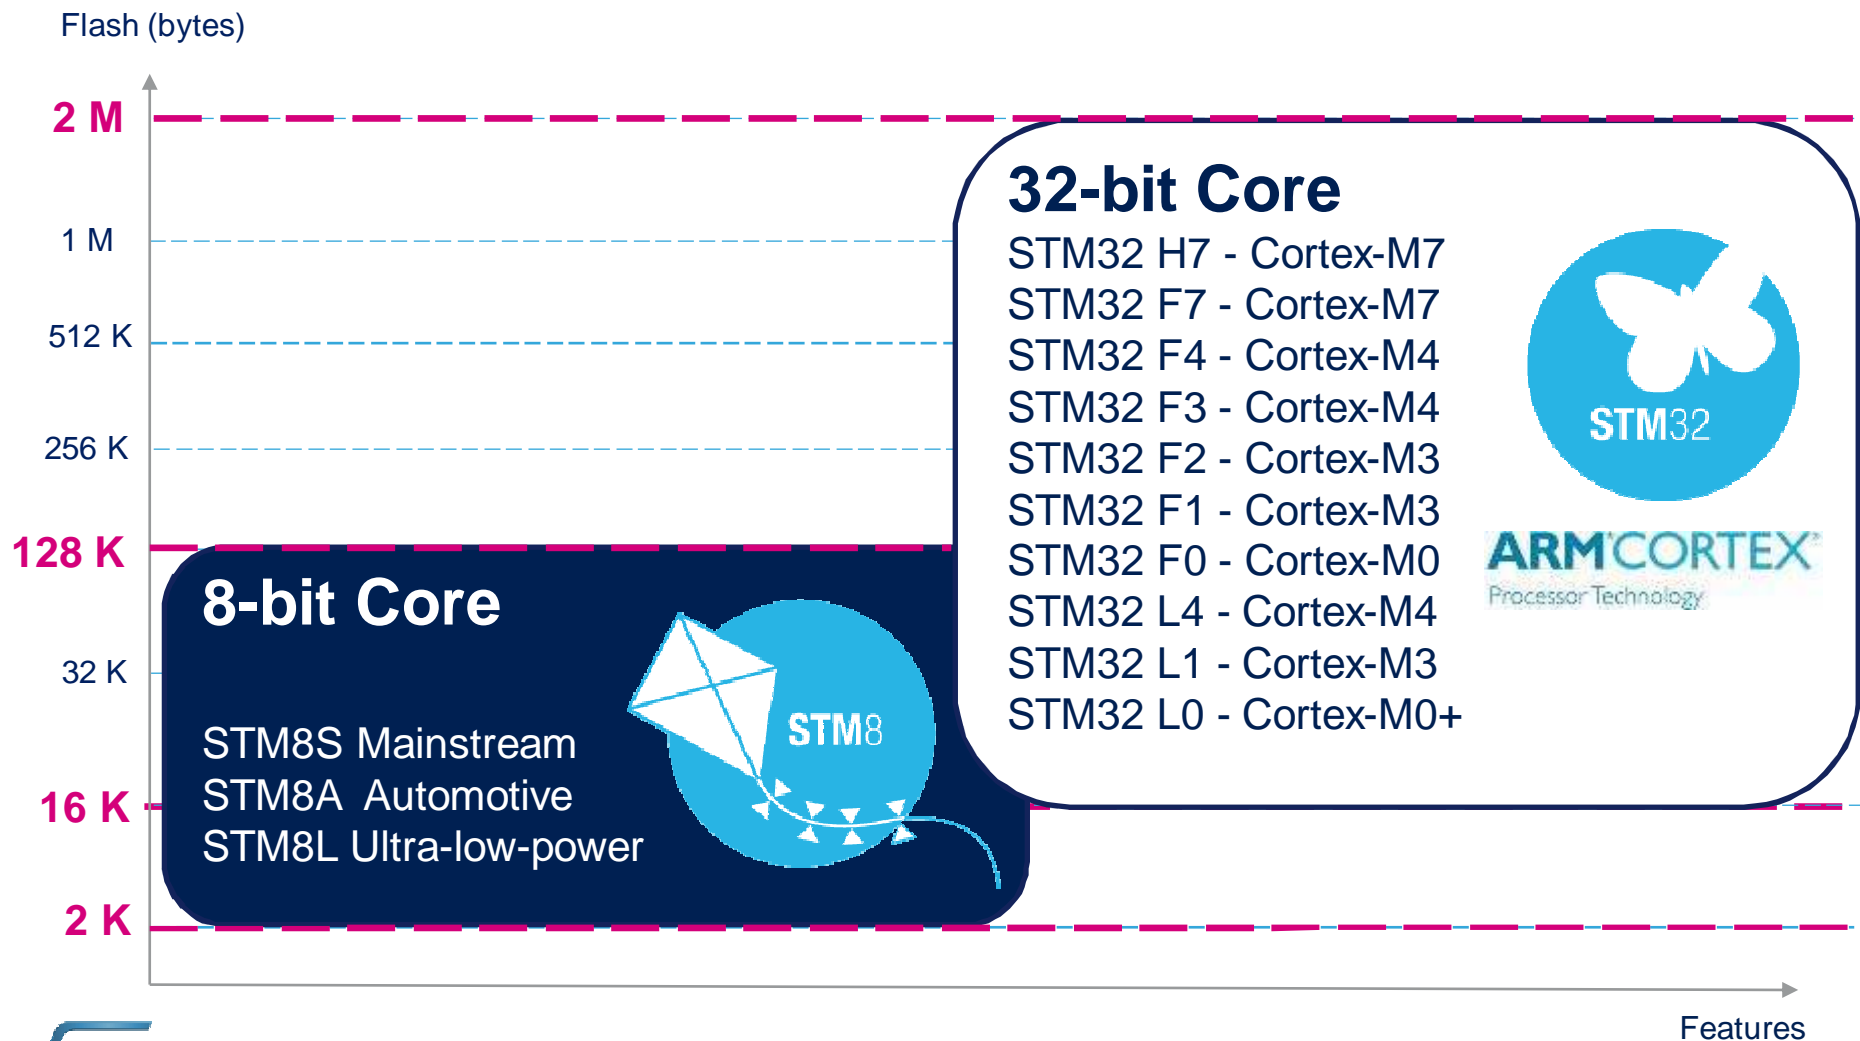 Flash (bytes)
2 M
1 M
512 K
256 K
128 K
32 K
16 K
2 K
8-bit Core
STM8S Mainstream
STM8A Automotive
STM8L Ultra-low-power
STM8
32-bit Core
STM32 H7 - Cortex-M7
STM32 F7 - Cortex-M7
STM32 F4 - Cortex-M4
STM32 F3 - Cortex-M4
STM32 F2 - Cortex-M3
STM32 F1 - Cortex-M3
STM32 F0 - Cortex-M0
STM32 L4 - Cortex-M4
STM32 L1 - Cortex-M3
STM32 L0 - Cortex-M0+
STM32
ARM CORTEX
Processor Technology
Features